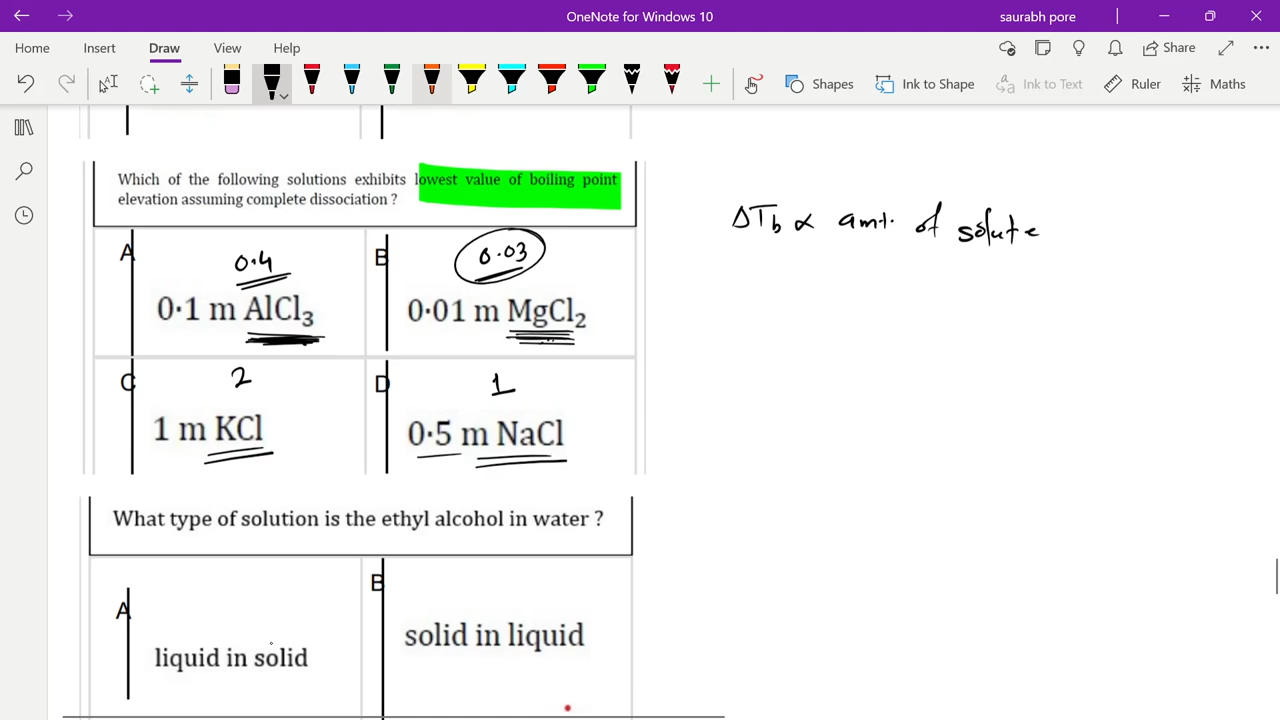 OneNote for Windows 10
saurabh pore
Home Insert Draw View Help
Share
Shapes
Ink to Shape
Ink to Text
Ruler
Maths
Which of the following solutions exhibits lowest value of boiling point
elevation assuming complete dissociation ?
ΔTb ∝ amt. of solute
A
0.4
0·1 m AlCl₃
B
0.03
0·01 m MgCl₂
C
2
1 m KCl
D
1
0·5 m NaCl
What type of solution is the ethyl alcohol in water ?
A
liquid in solid
B
solid in liquid